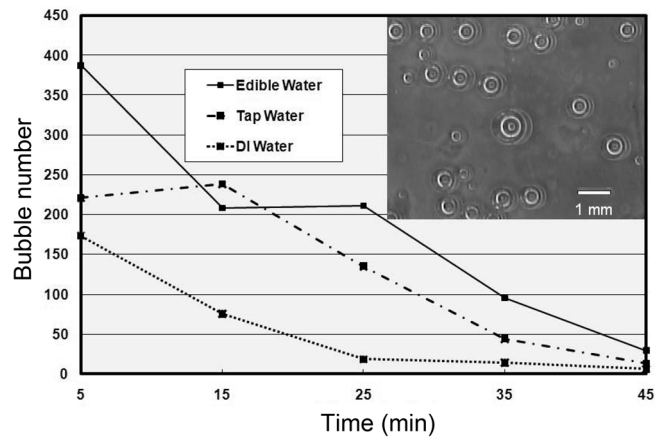 450
400
350
300
250
200
150
100
50
0
Bubble number
Edible Water
Tap Water
DI Water
1 mm
5 15 25 35 45
Time (min)